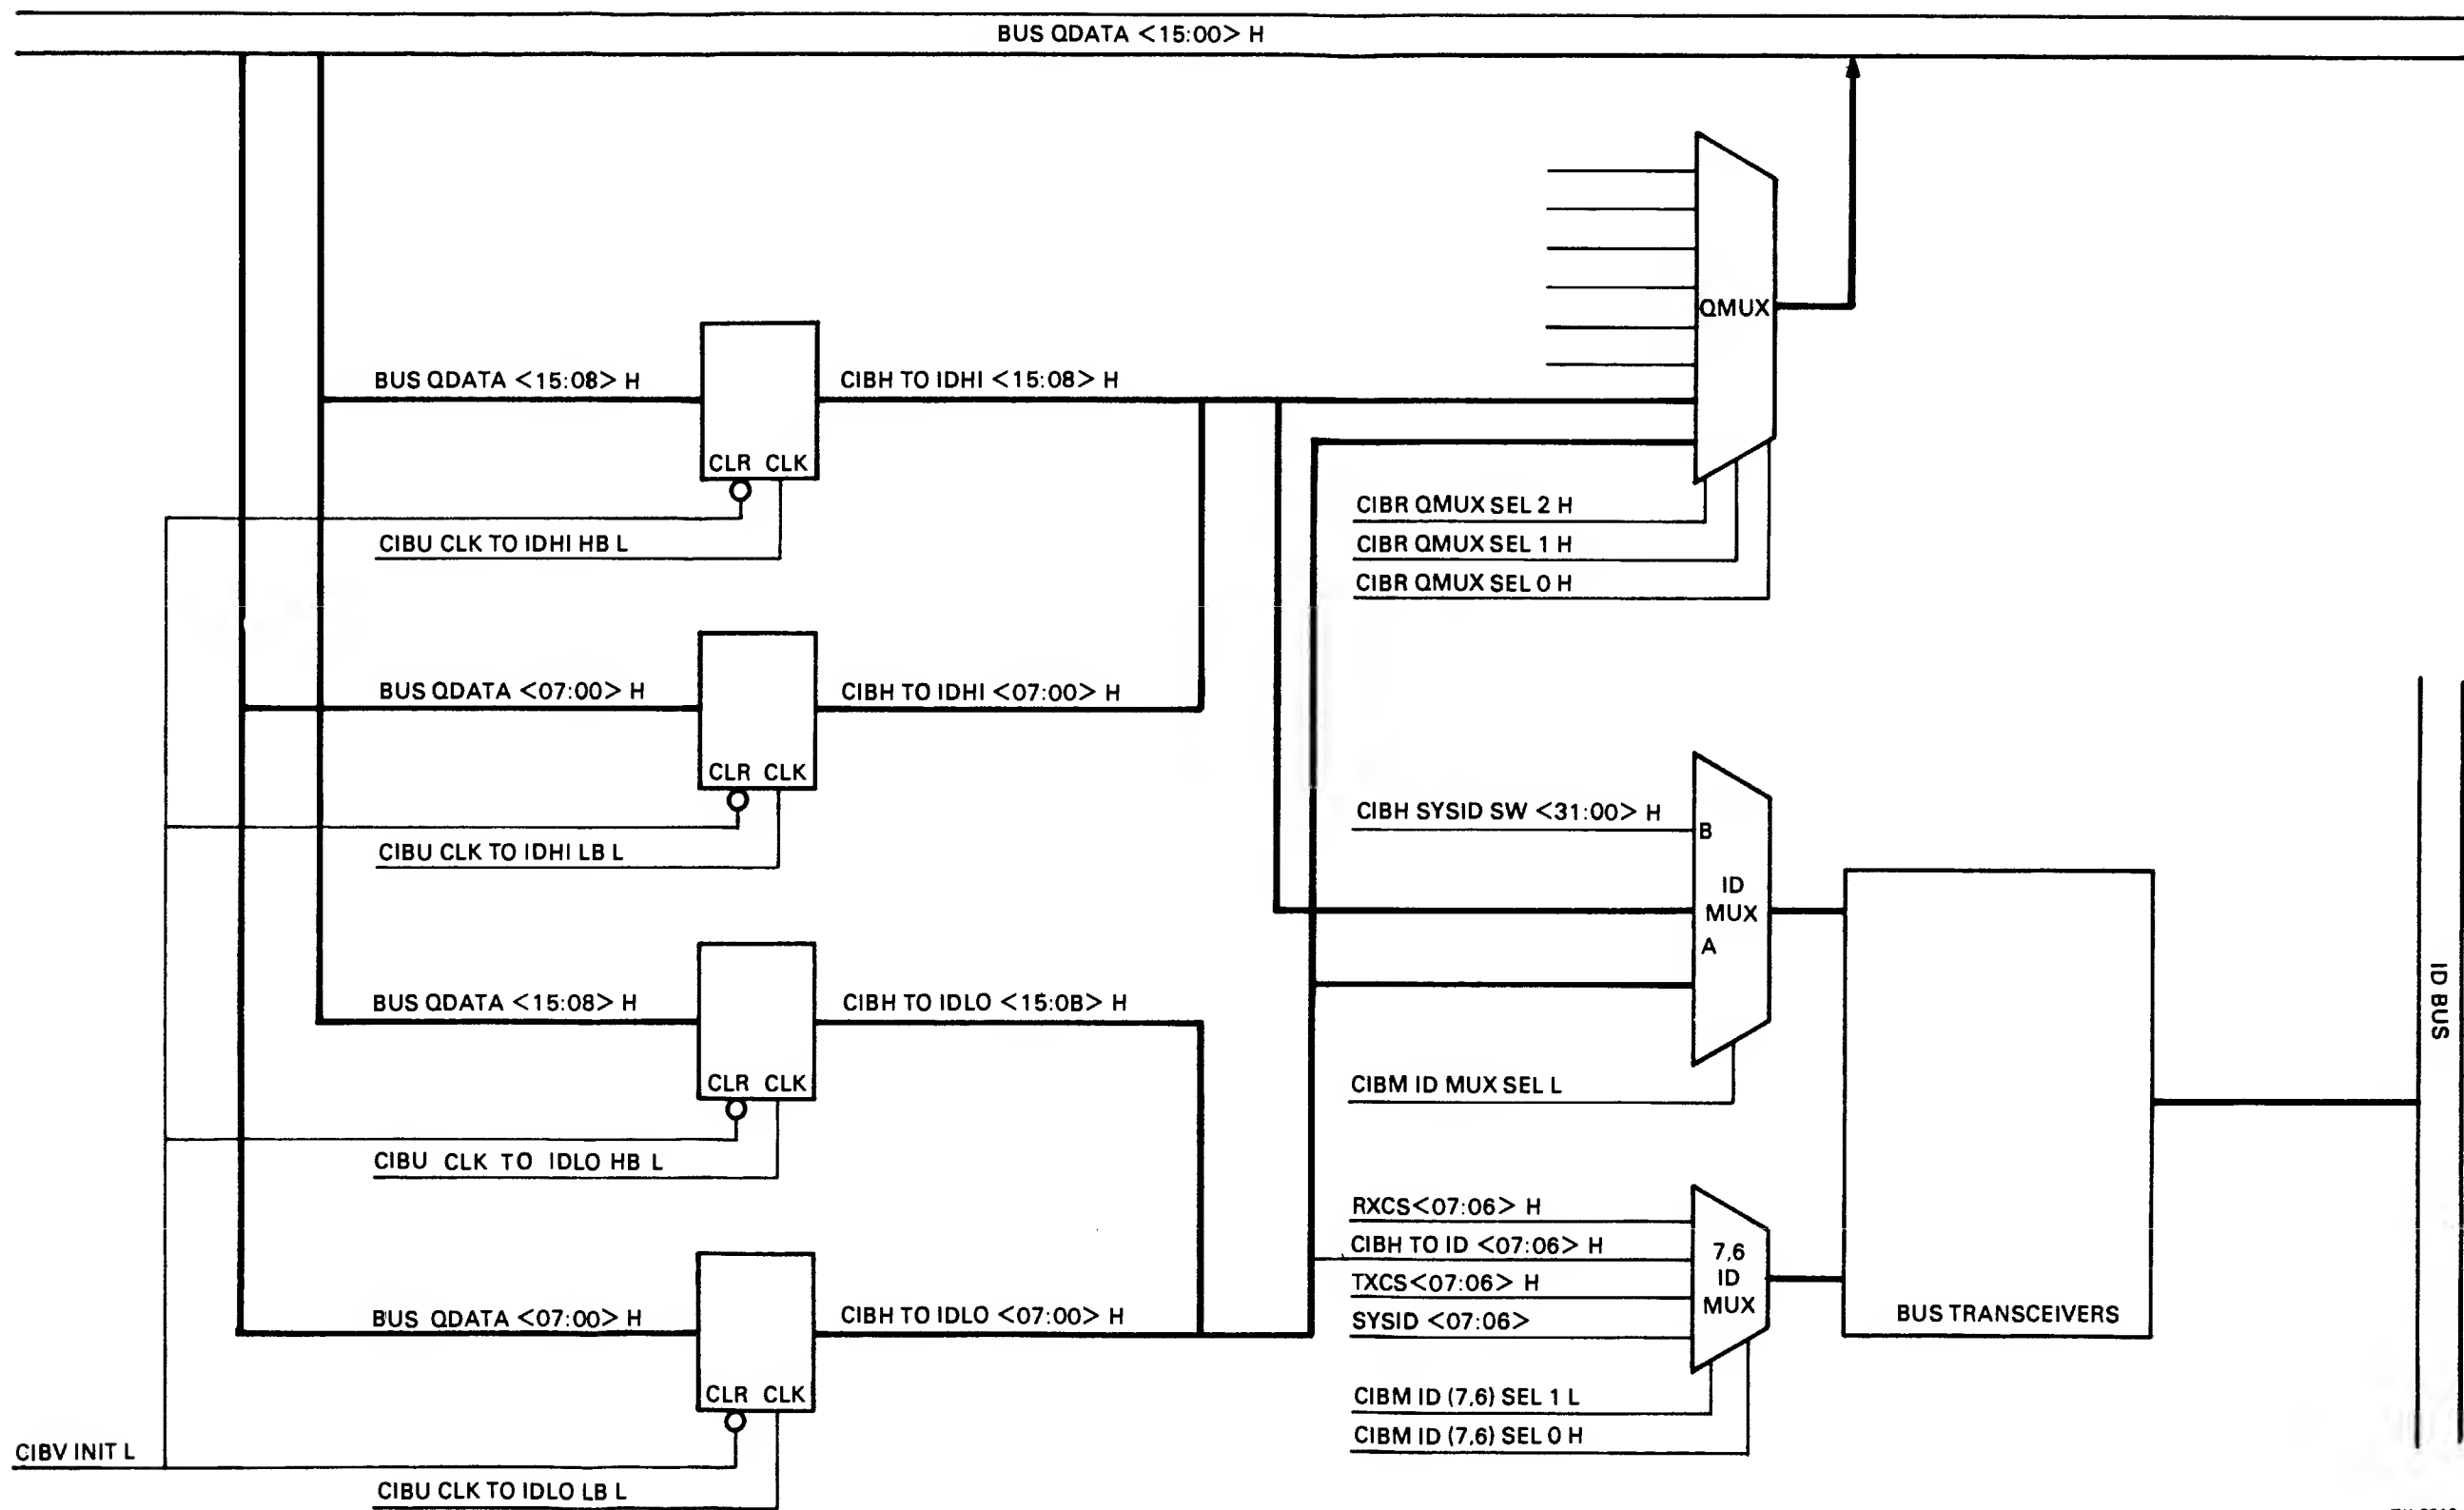 BUS QDATA <15:00> H
QMUX
BUS QDATA <15:08> H
CIBH TO IDHI <15:08> H
CLR CLK
CIBU CLK TO IDHI HB L
CIBR QMUX SEL 2 H
CIBR QMUX SEL 1 H
CIBR QMUX SEL 0 H
BUS QDATA <07:00> H
CIBH TO IDHI <07:00> H
CLR CLK
CIBU CLK TO IDHI LB L
CIBH SYSID SW <31:00> H
B
ID
MUX
A
BUS QDATA <15:08> H
CIBH TO IDLO <15:0B> H
CLR CLK
CIBU CLK TO IDLO HB L
CIBM ID MUX SEL L
ID BUS
RXCS<07:06> H
CIBH TO ID <07:06> H
TXCS<07:06> H
SYSID <07:06>
7,6
ID
MUX
BUS TRANSCEIVERS
BUS QDATA <07:00> H
CIBH TO IDLO <07:00> H
CLR CLK
CIBM ID (7,6) SEL 1 L
CIBM ID (7,6) SEL 0 H
CIBV INIT L
CIBU CLK TO IDLO LB L